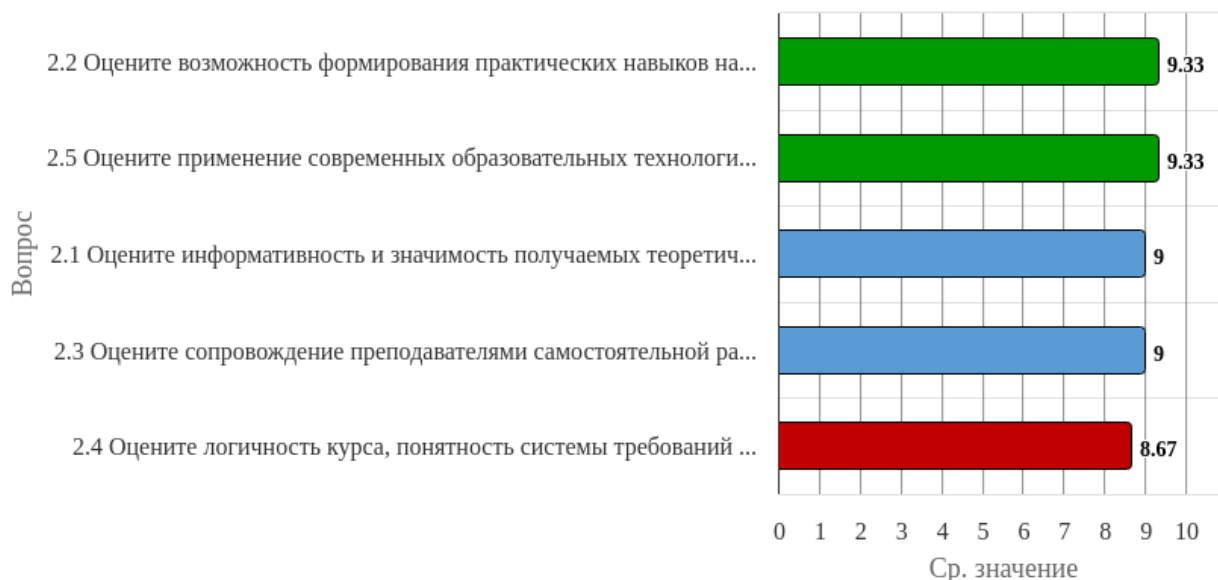 2.2 Оцените возможность формирования практических навыков на...
9.33
2.5 Оцените применение современных образовательных технологи...
9.33
2.1 Оцените информативность и значимость получаемых теоретич...
9
2.3 Оцените сопровождение преподавателями самостоятельной ра...
9
2.4 Оцените логичность курса, понятность системы требований ...
8.67
Вопрос
0 1 2 3 4 5 6 7 8 9 10
Ср. значение